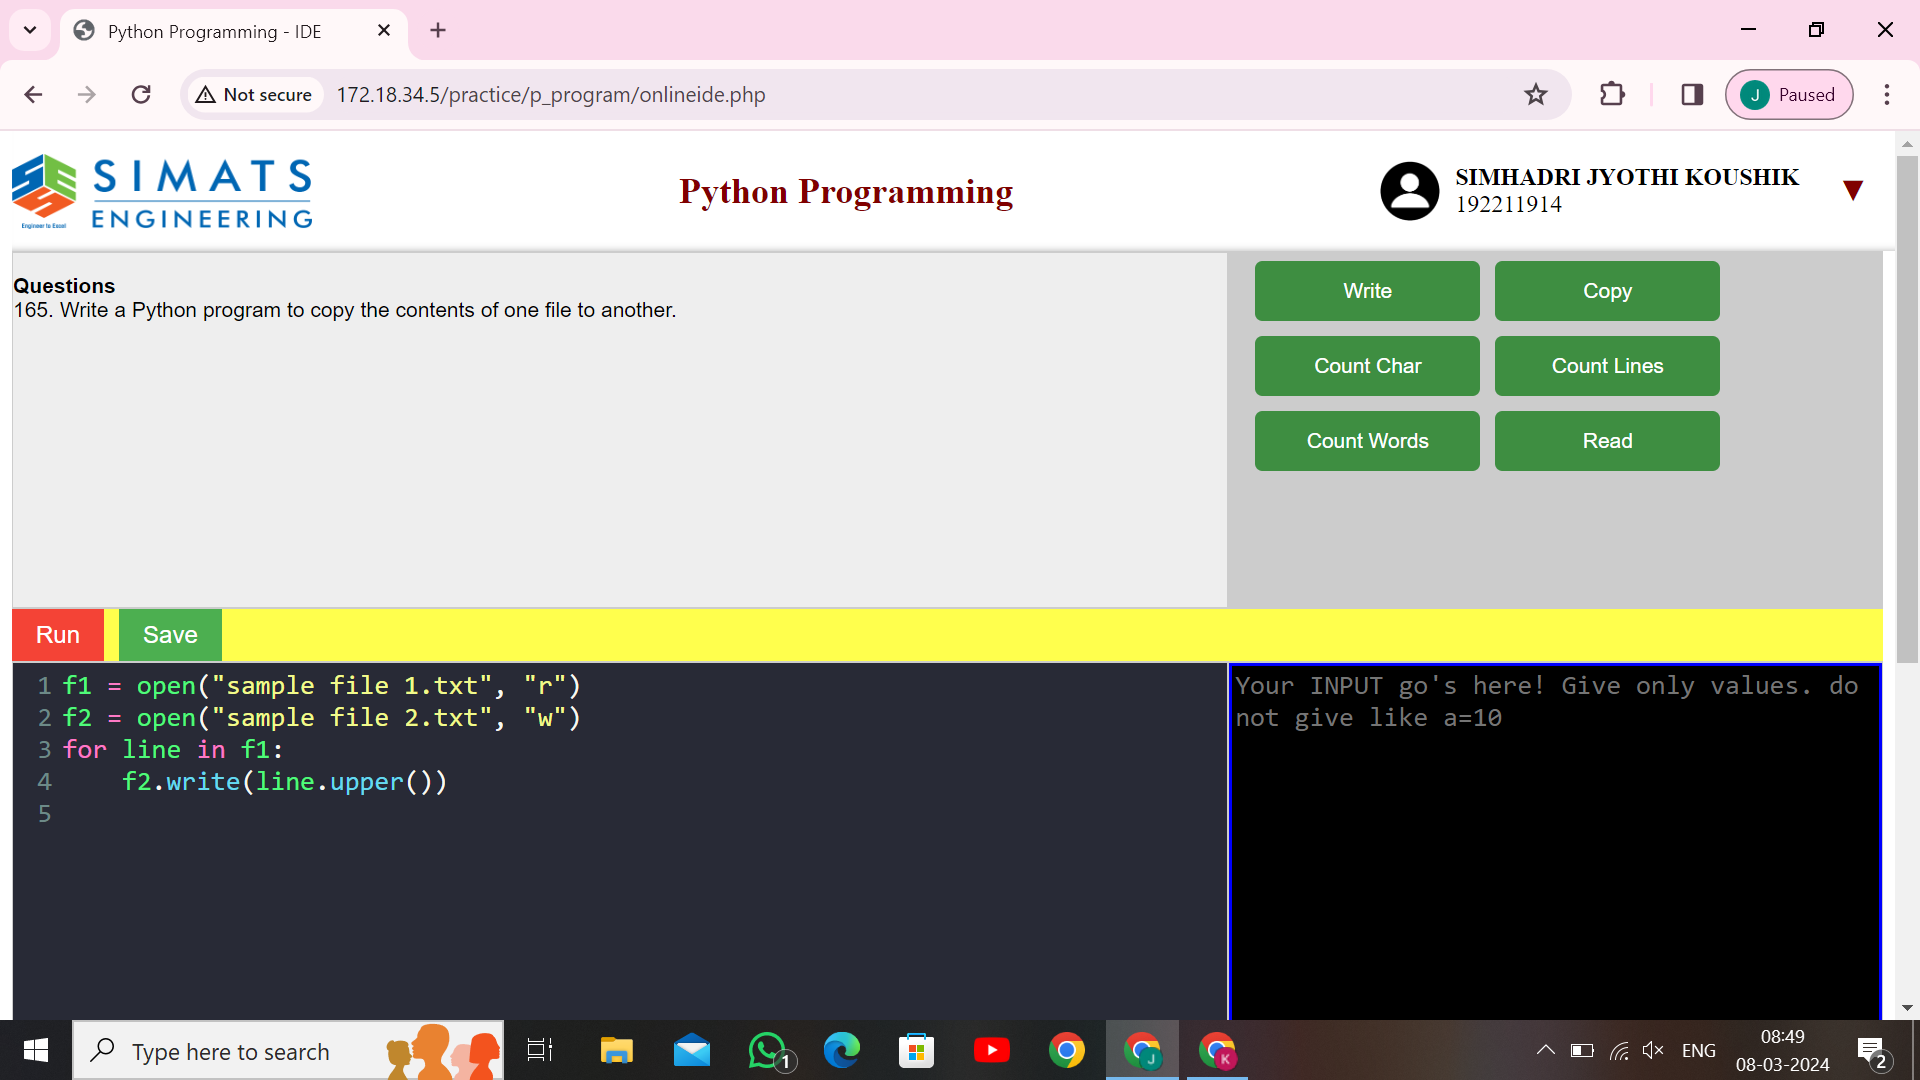 Python Programming - IDE
Not secure
172.18.34.5/practice/p_program/onlineide.php
J
Paused
SIMATS
ENGINEERING
Engineer to Excel
Python Programming
SIMHADRI JYOTHI KOUSHIK
192211914
Questions
165. Write a Python program to copy the contents of one file to another.
Write
Copy
Count Char
Count Lines
Count Words
Read
Run
Save
1 f1 = open("sample file 1.txt", "r")
2 f2 = open("sample file 2.txt", "w")
3 for line in f1:
4     f2.write(line.upper())
5
Your INPUT go's here! Give only values. do
not give like a=10
Type here to search
1
J
K
ENG
08:49
08-03-2024
2